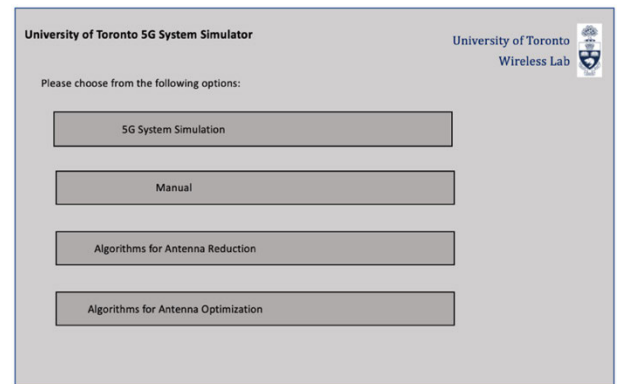 University of Toronto 5G System Simulator
University of Toronto
Wireless Lab
Please choose from the following options:
5G System Simulation
Manual
Algorithms for Antenna Reduction
Algorithms for Antenna Optimization